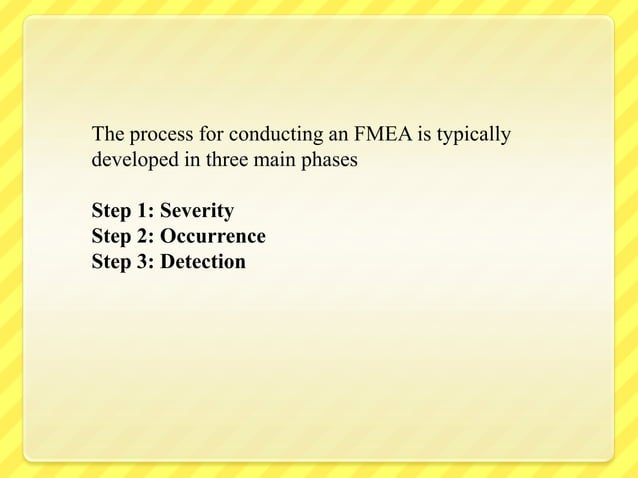 The process for conducting an FMEA is typically
developed in three main phases
Step 1: Severity
Step 2: Occurrence
Step 3: Detection